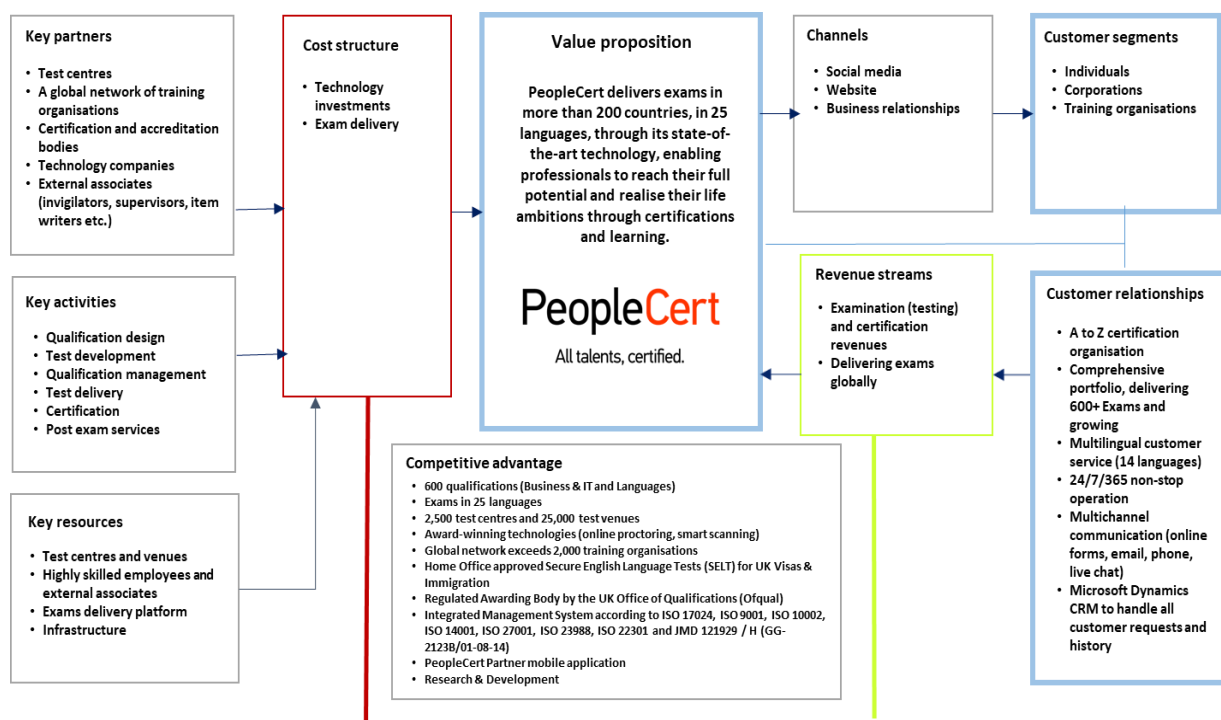 Key partners
• Test centres
• A global network of training
organisations
• Certification and accreditation
bodies
• Technology companies
• External associates
(invigilators, supervisors, item
writers etc.)
Key activities
• Qualification design
• Test development
• Qualification management
• Test delivery
• Certification
• Post exam services
Key resources
• Test centres and venues
• Highly skilled employees and
external associates
• Exams delivery platform
• Infrastructure
Cost structure
• Technology
investments
• Exam delivery
Value proposition
PeopleCert delivers exams in
more than 200 countries, in 25
languages, through its state-of-
the-art technology, enabling
professionals to reach their full
potential and realise their life
ambitions through certifications
and learning.
PeopleCert
All talents, certified.
Competitive advantage
• 600 qualifications (Business & IT and Languages)
• Exams in 25 languages
• 2,500 test centres and 25,000 test venues
• Award-winning technologies (online proctoring, smart scanning)
• Global network exceeds 2,000 training organisations
• Home Office approved Secure English Language Tests (SELT) for UK Visas &
Immigration
• Regulated Awarding Body by the UK Office of Qualifications (Ofqual)
• Integrated Management System according to ISO 17024, ISO 9001, ISO 10002,
ISO 14001, ISO 27001, ISO 23988, ISO 22301 and JMD 121929 / H (GG-
2123B/01-08-14)
• PeopleCert Partner mobile application
• Research & Development
Channels
• Social media
• Website
• Business relationships
Revenue streams
• Examination (testing)
and certification
revenues
• Delivering exams
globally
Customer segments
• Individuals
• Corporations
• Training organisations
Customer relationships
• A to Z certification
organisation
• Comprehensive
portfolio, delivering
600+ Exams and
growing
• Multilingual customer
service (14 languages)
• 24/7/365 non-stop
operation
• Multichannel
communication (online
forms, email, phone,
live chat)
• Microsoft Dynamics
CRM to handle all
customer requests and
history